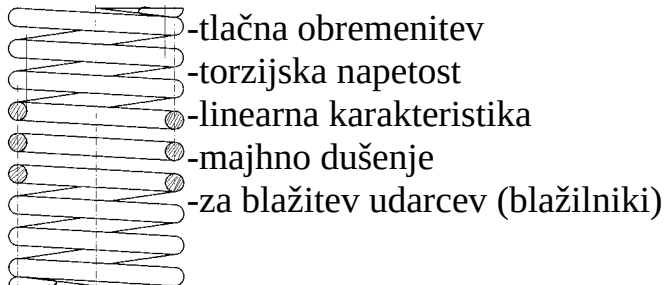 -tlačna obremenitev
-torzijska napetost
-linearna karakteristika
-majhno dušenje
-za blažitev udarcev (blažilniki)